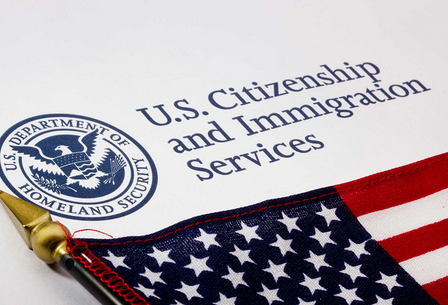 U.S. DEPARTMENT OF
HOMELAND SECURITY
U.S. Citizenship
and Immigration
Services